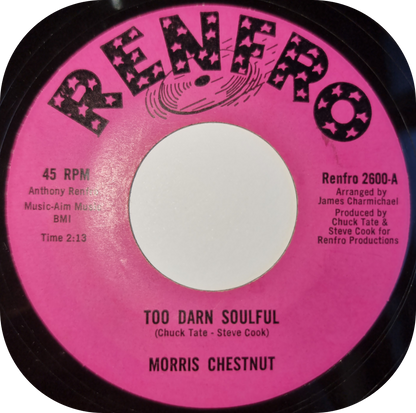 RENFRO
45 RPM
Anthony Renfro
Music-Aim Music
BMI
Time 2:13
Renfro 2600-A
Arranged by
James Charmichael
Produced by
Chuck Tate &
Steve Cook for
Renfro Productions
TOO DARN SOULFUL
(Chuck Tate - Steve Cook)
MORRIS CHESTNUT